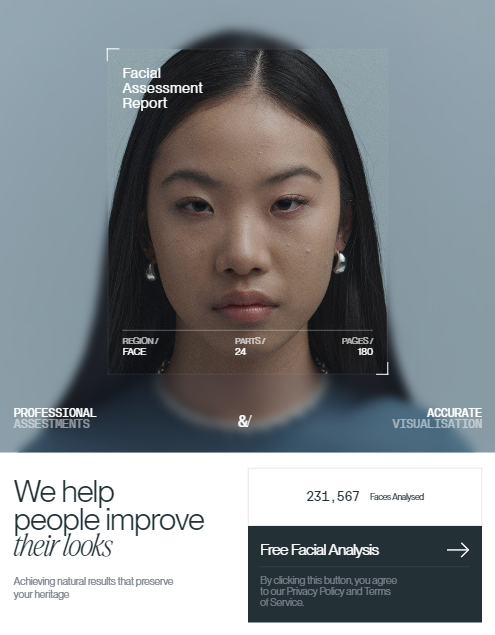 Facial
Assessment
Report
REGION/ PARTS/ PAGES/
FACE 24 180
PROFESSIONAL ACCURATE
ASSESTMENTS &/ VISUALISATION
We help
people improve
their looks
Achieving natural results that preserve
your heritage
231,567 Faces Analysed
Free Facial Analysis
By clicking this button, you agree
to our Privacy Policy and Terms
of Service.